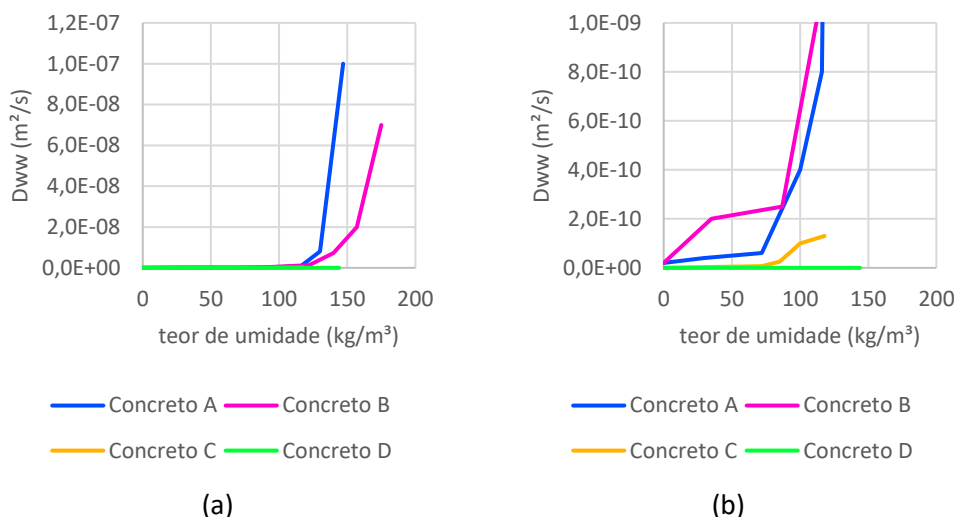 1,2E-07
1,0E-07
8,0E-08
6,0E-08
4,0E-08
2,0E-08
0,0E+00
Dww (m²/s)
0 50 100 150 200
teor de umidade (kg/m³)
Concreto A Concreto B
Concreto C Concreto D
(a)
1,0E-09
8,0E-10
6,0E-10
4,0E-10
2,0E-10
0,0E+00
Dww (m²/s)
0 50 100 150 200
teor de umidade (kg/m³)
Concreto A Concreto B
Concreto C Concreto D
(b)